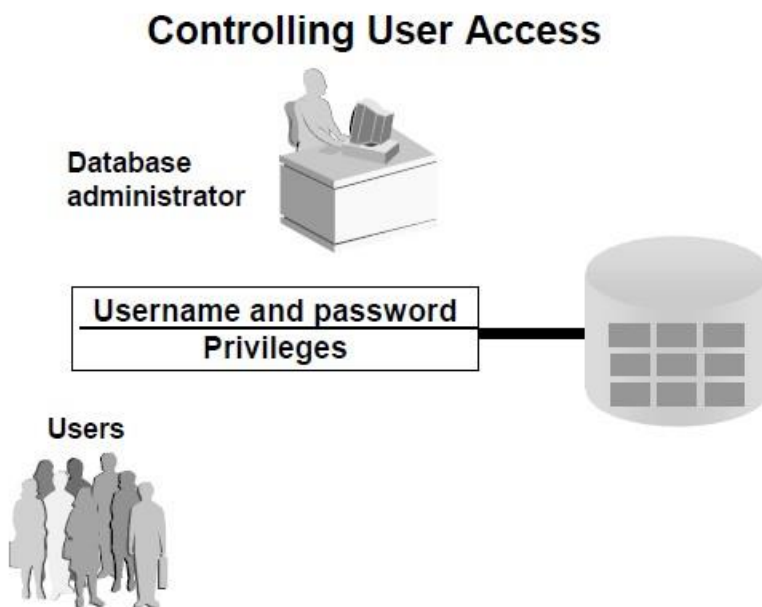 Controlling User Access
Database
administrator
Username and password
Privileges
Users